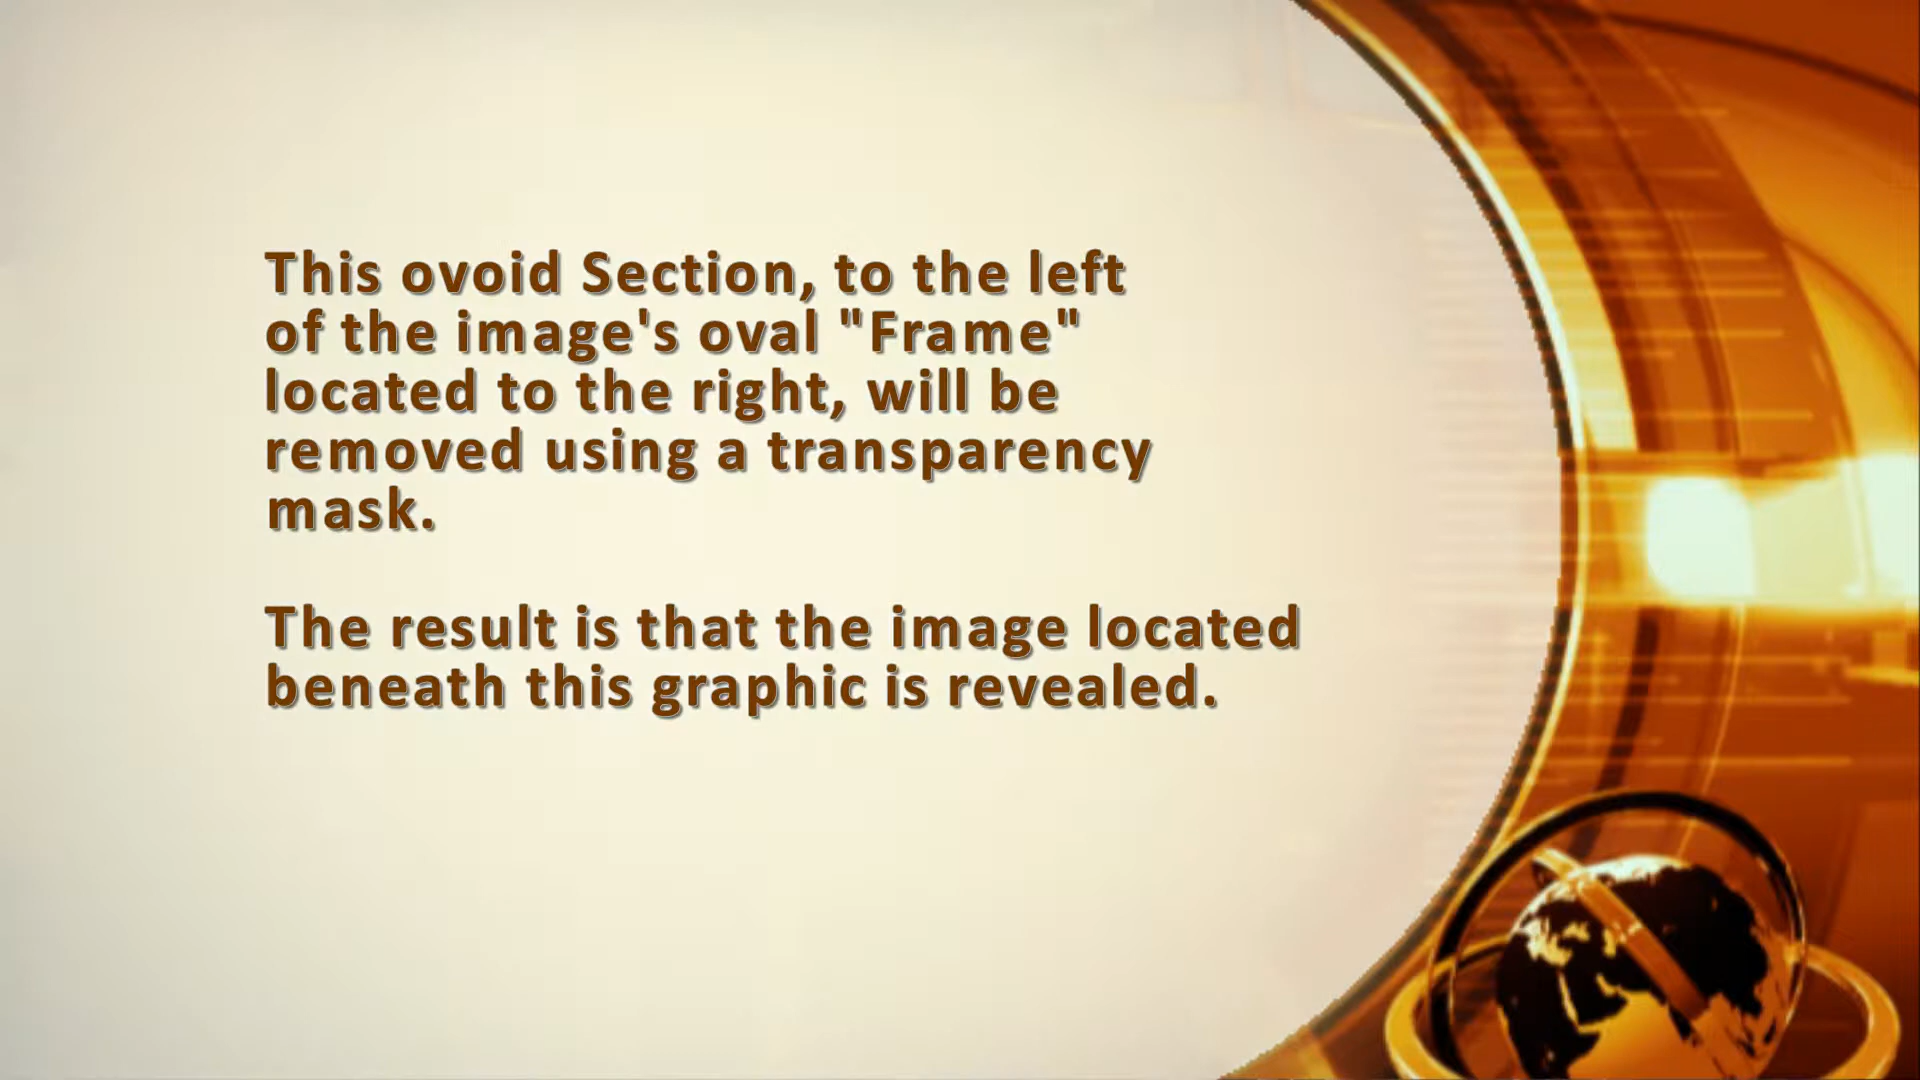 This ovoid Section, to the left
of the image's oval "Frame"
located to the right, will be
removed using a transparency
mask.
The result is that the image located
beneath this graphic is revealed.